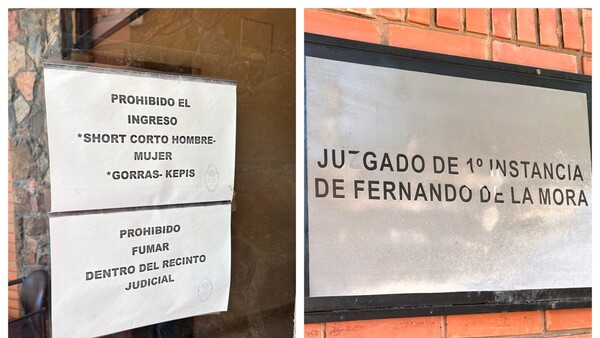 PROHIBIDO EL
INGRESO
*SHORT CORTO HOMBRE-
MUJER
*GORRAS- KEPIS
PROHIBIDO
FUMAR
DENTRO DEL RECINTO
JUDICIAL
JUZGADO DE 1º INSTANCIA
DE FERNANDO DE LA MORA